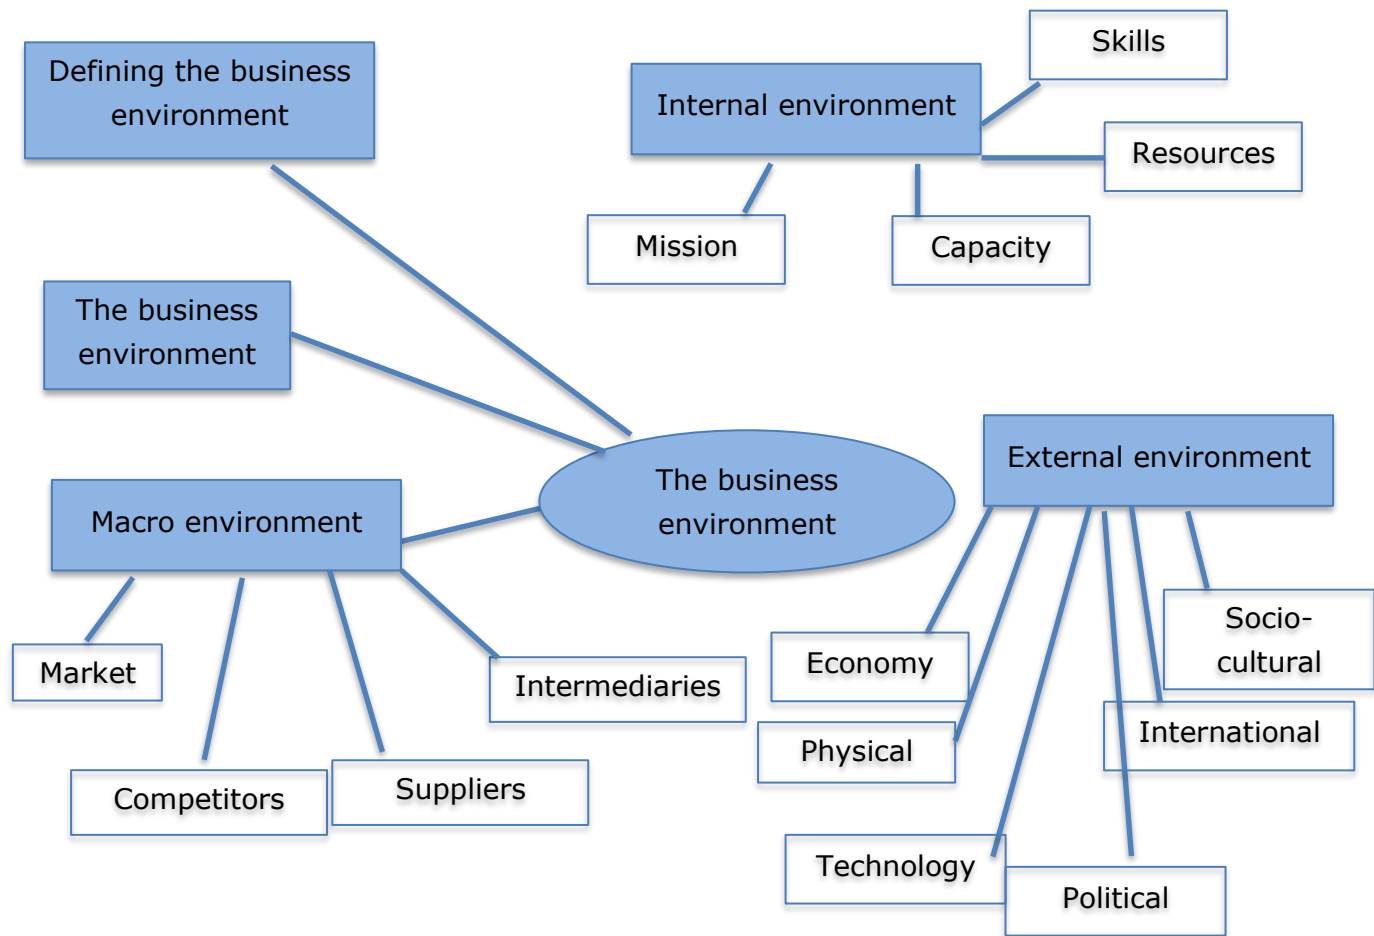 Defining the business
environment
Internal environment
Skills
Resources
Mission
Capacity
The business
environment
The business
environment
External environment
Macro environment
Market
Competitors
Suppliers
Intermediaries
Economy
Physical
Technology
Political
International
Socio-
cultural